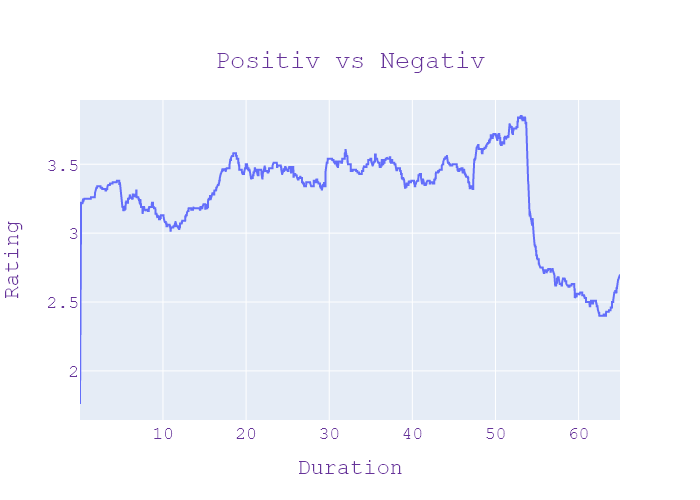 Positiv vs Negativ
Rating
3.5
3
2.5
2
10 20 30 40 50 60
Duration